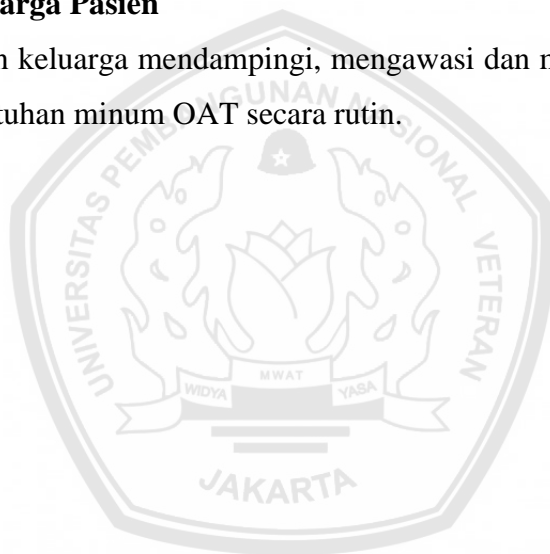 arga Pasien
n keluarga mendampingi, mengawasi dan m
tuhan minum OAT secara rutin.
UNIVERSITAS PEMBANGUNAN NASIONAL VETERAN
MWAT
WIDYA YASA
JAKARTA